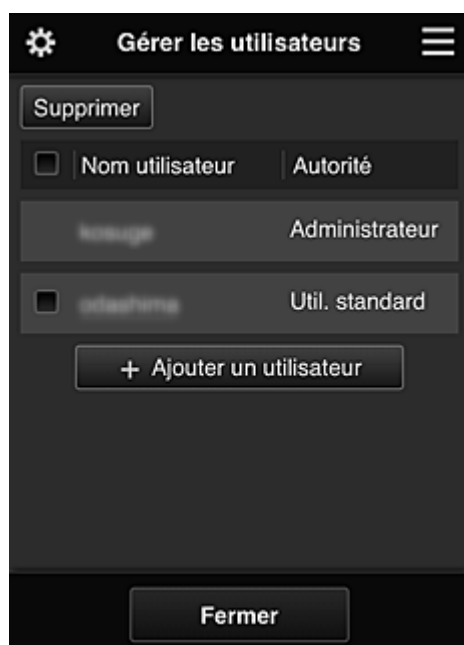 Gérer les utilisateurs
Supprimer
Nom utilisateur Autorité
Administrateur
Util. standard
+ Ajouter un utilisateur
Fermer